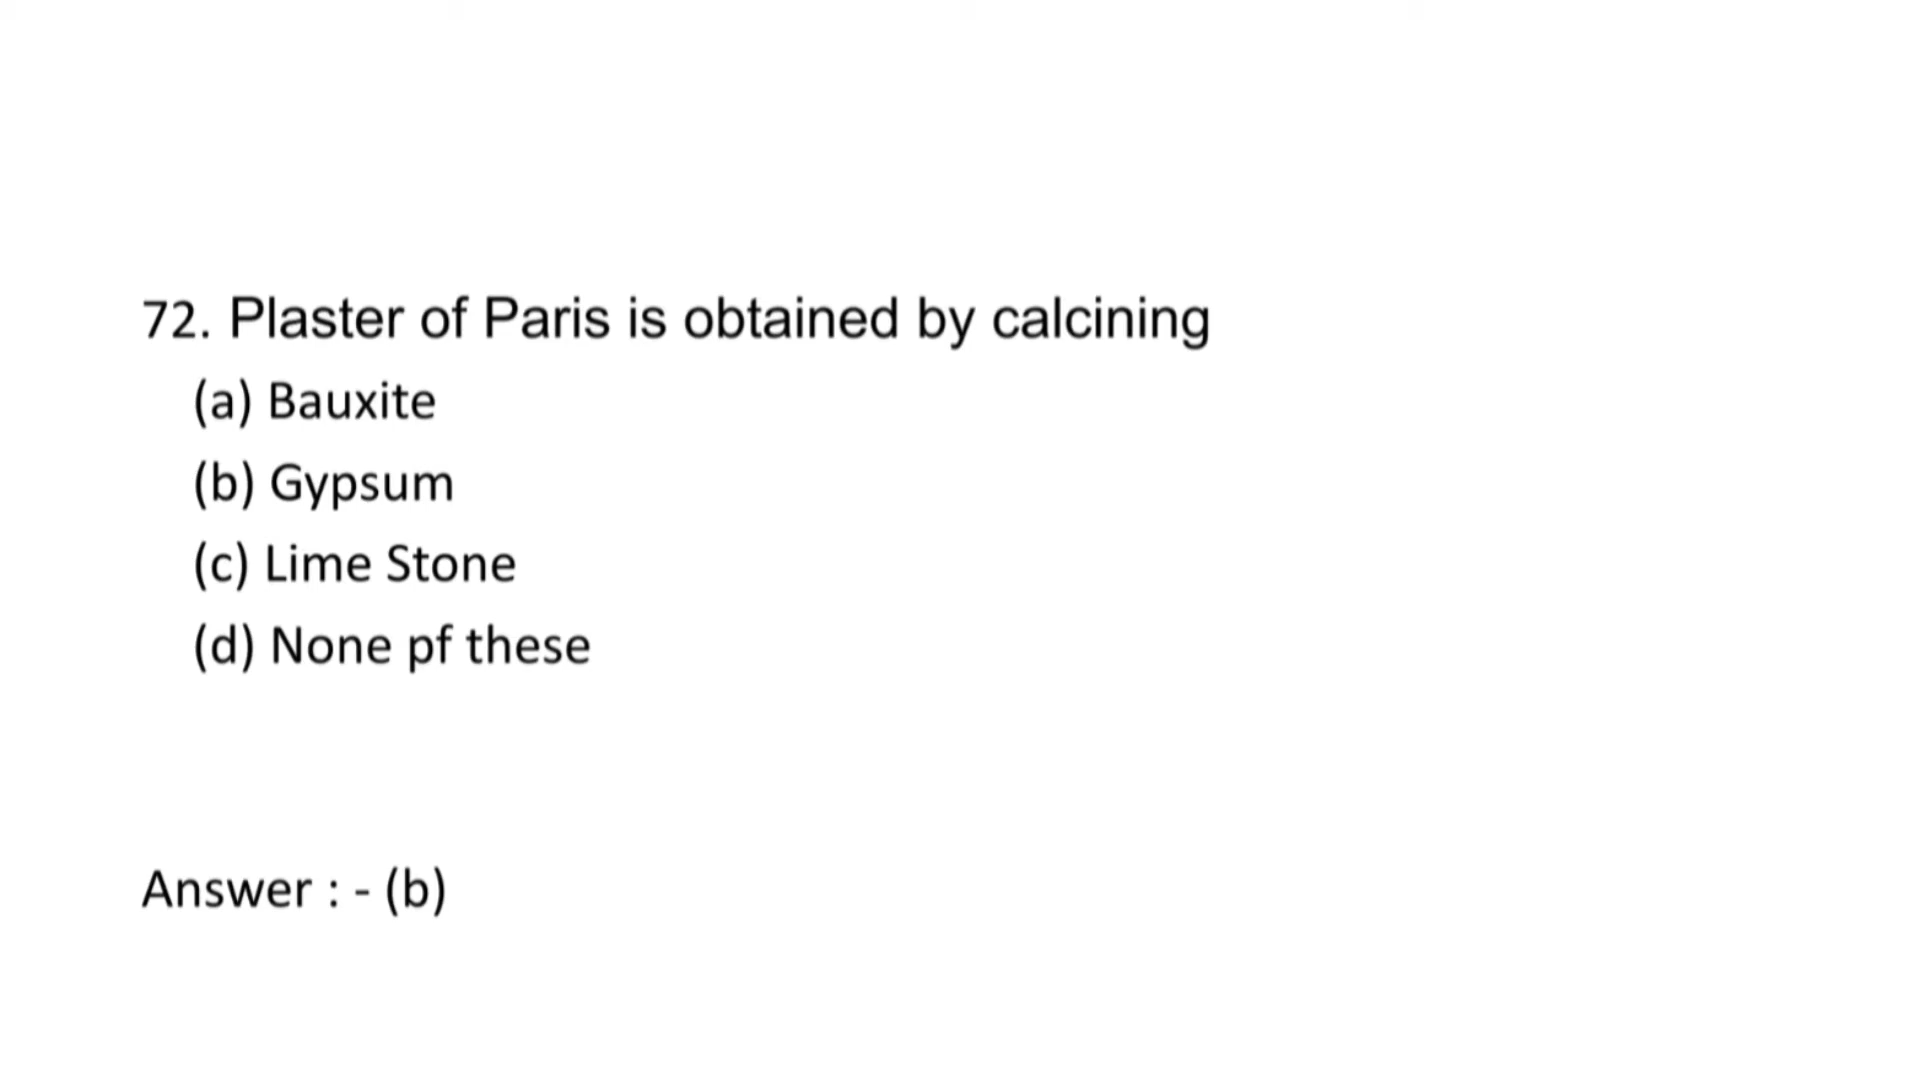 72. Plaster of Paris is obtained by calcining
(a) Bauxite
(b) Gypsum
(c) Lime Stone
(d) None pf these
Answer : - (b)